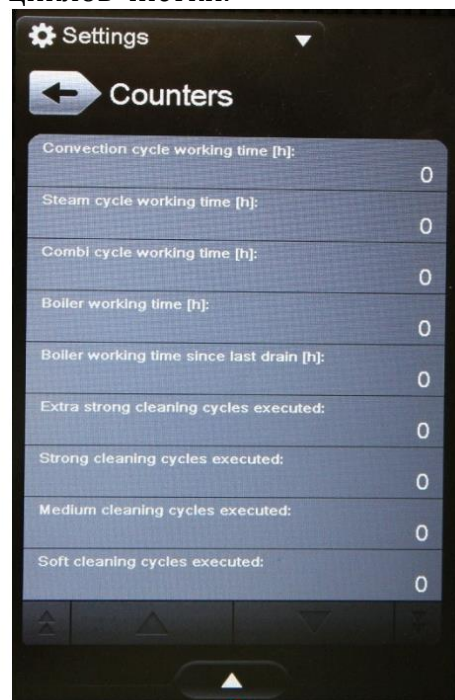 Settings
Counters
Convection cycle working time [h]:
0
Steam cycle working time [h]:
0
Combi cycle working time [h]:
0
Boiler working time [h]:
0
Boiler working time since last drain [h]:
0
Extra strong cleaning cycles executed:
0
Strong cleaning cycles executed:
0
Medium cleaning cycles executed:
0
Soft cleaning cycles executed:
0